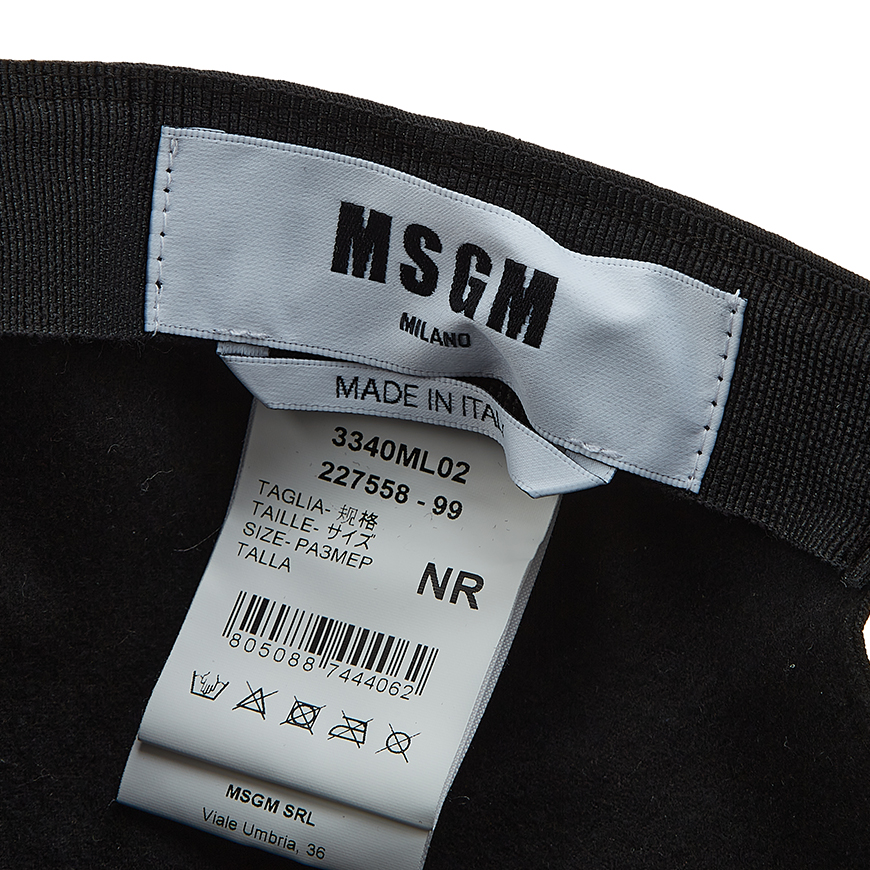 MSGM
MILANO
MADE IN ITAL
3340ML02
227558 - 99
TAGLIA- 规格
TAILLE- サイズ
SIZE- РАЗМЕР
TALLA
NR
805088 7444062
MSGM SRL
Viale Umbria, 36